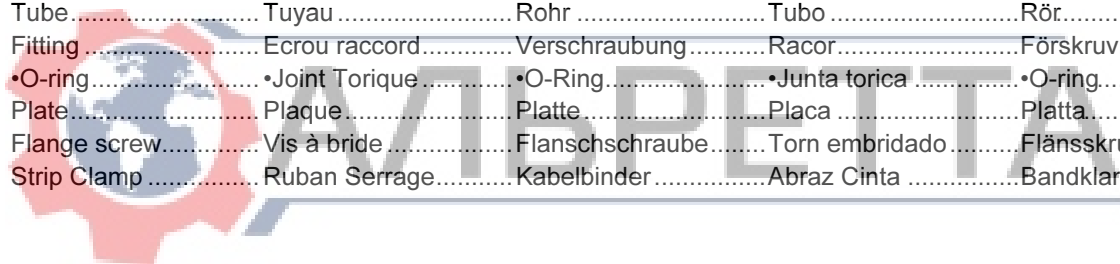 Tube.......................Tuyau.......................Rohr.........................Tubo.........................Rör.......
Fitting.......................Ecrou raccord............Verschraubung...........Racor........................Förskruv
•O-ring.......................•Joint Torique.............•O-Ring......................•Junta torica...............•O-ring...
Plate.........................Plaque.......................Platte.........................Placa.........................Platta..
Flange screw..............Vis à bride..................Flanschschraube........Torn embridado..........Flänsskru
Strip Clamp................Ruban Serrage...........Kabelbinder...............Abraz Cinta................Bandklar
АЛЬРЕТТА